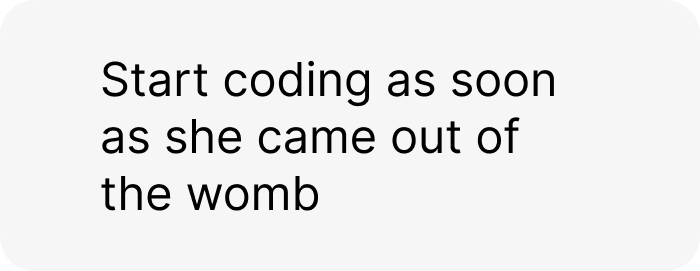 Start coding as soon
as she came out of
the womb